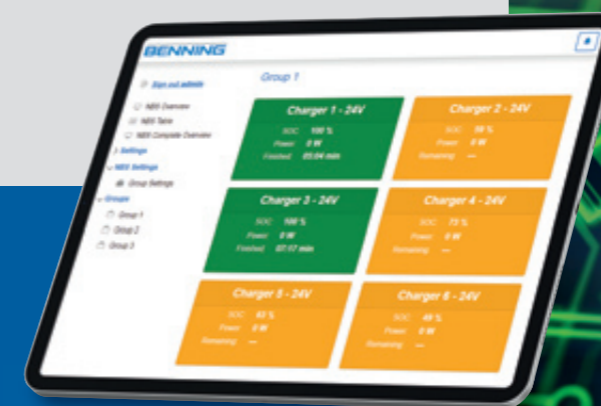 BENNING
Sign out admin
NBS Overview
NBS Table
NBS Complete Overview
Settings
NBS Settings
Group Settings
Groups
Group 1
Group 2
Group 3
Group 1
Charger 1 - 24V
SOC: 100 %
Power: 0 W
Finished: 05:04 min
Charger 2 - 24V
SOC:
Power: 0 W
Remaining: ---
Charger 3 - 24V
SOC: 100 %
Power: 0 W
Finished: 07:17 min
Charger 4 - 24V
SOC: 73 %
Power: 0 W
Remaining: ---
Charger 5 - 24V
SOC: 63 %
Power: 0 W
Remaining: ---
Charger 6 - 24V
SOC: 49 %
Power: 0 W
Remaining: ---